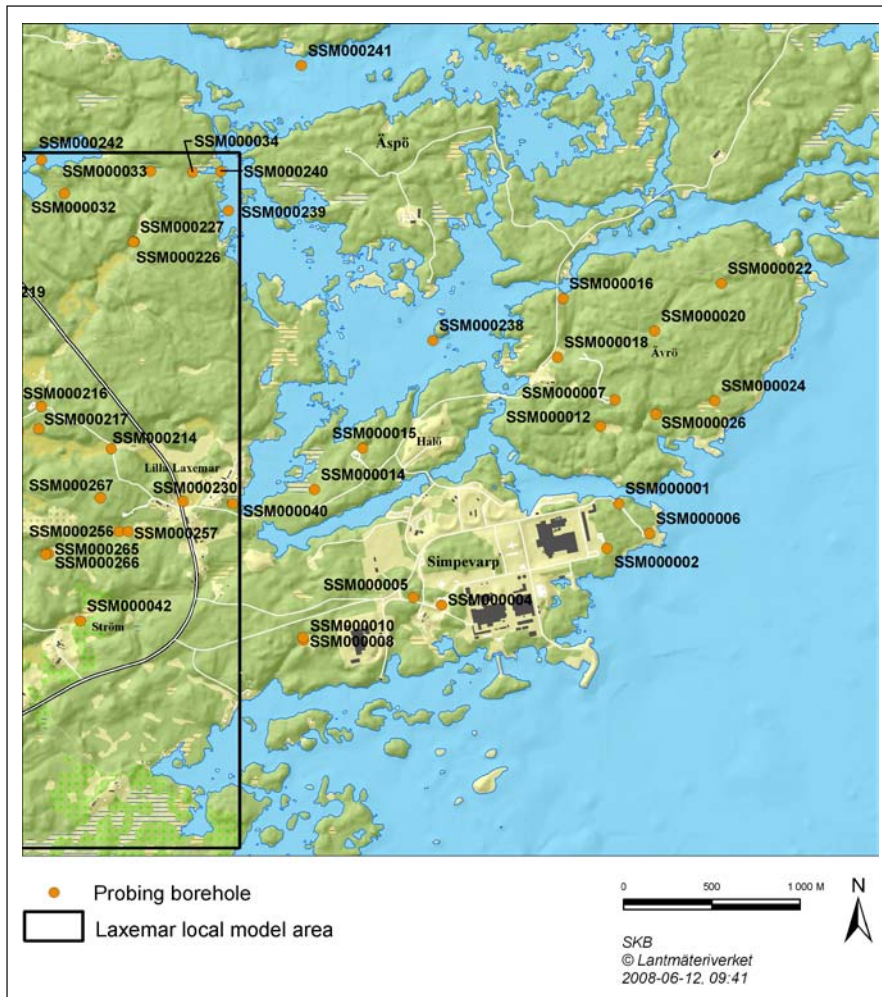 SSM000241
SSM000034
Äspö
SSM000242
SSM000033
SSM000240
SSM000032
SSM000239
SSM000227
SSM000226
SSM000022
SSM000016
219
SSM000020
SSM000238
Ävrö
SSM000018
SSM000007
SSM000024
SSM000216
SSM000012
SSM000026
SSM000217
SSM000214
SSM000015
Halö
Lilla Laxemar
SSM000014
SSM000267
SSM000230
SSM000001
SSM000040
SSM000006
SSM000256
SSM000257
SSM000265
SSM000266
Simpevarp
SSM000002
SSM000005
SSM000004
SSM000042
Ström
SSM000010
SSM000008
Probing borehole
Laxemar local model area
0 500 1 000 M
N
SKB
© Lantmäteriverket
2008-06-12, 09:41